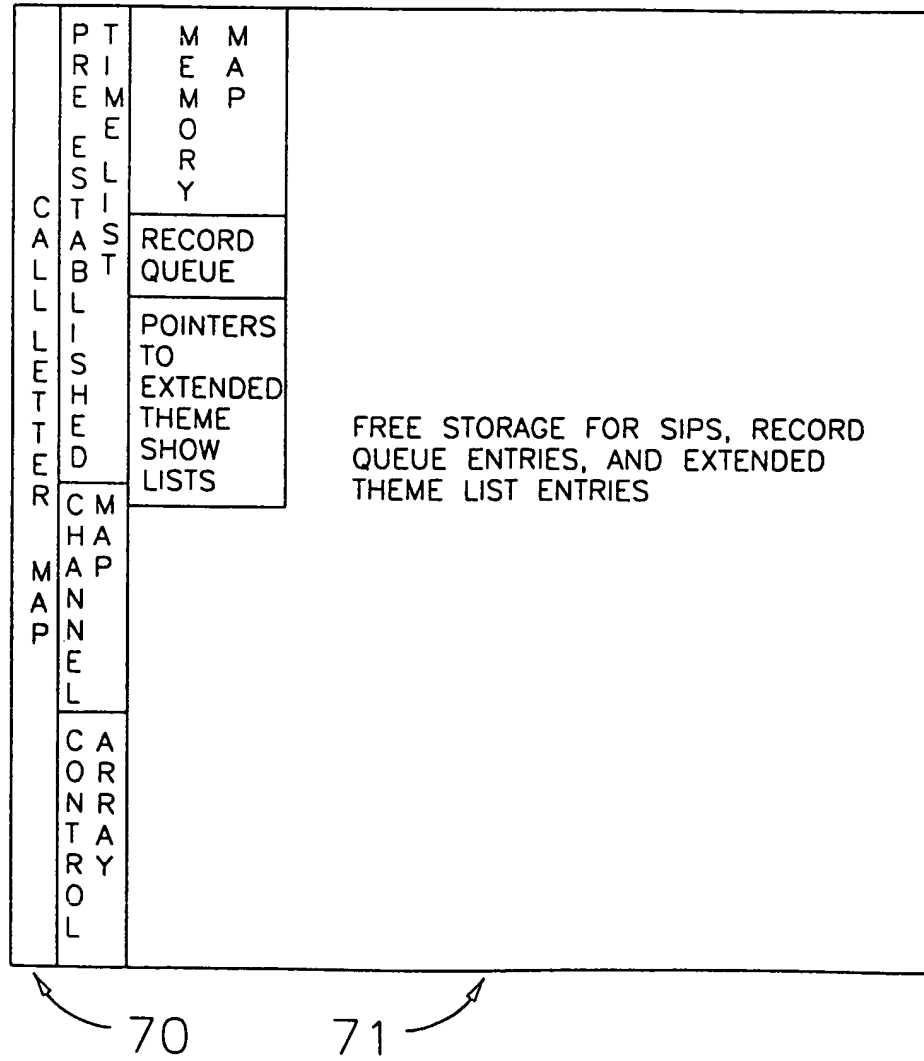 CALL LETTER MAP
PRE ESTABLISHED
TIME LIST
CHANNEL
MAP
CONTROL
ARRAY
MEMORY
MAP
RECORD
QUEUE
POINTERS
TO
EXTENDED
THEME
SHOW
LISTS
FREE STORAGE FOR SIPS, RECORD
QUEUE ENTRIES, AND EXTENDED
THEME LIST ENTRIES
70
71